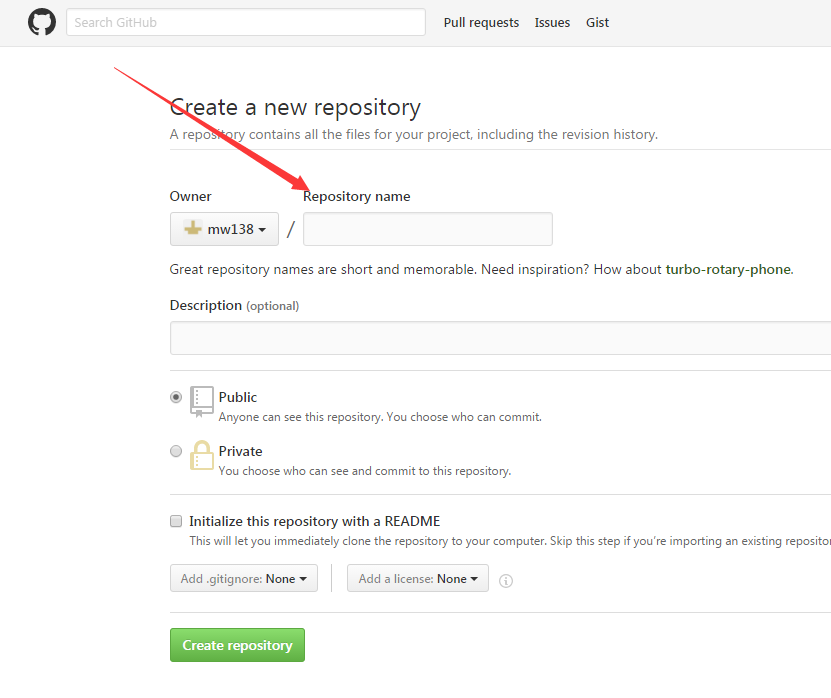 Search GitHub Pull requests Issues Gist
Create a new repository
A repository contains all the files for your project, including the revision history.
Owner Repository name
mw138 /
Great repository names are short and memorable. Need inspiration? How about turbo-rotary-phone.
Description (optional)
Public
Anyone can see this repository. You choose who can commit.
Private
You choose who can see and commit to this repository.
Initialize this repository with a README
This will let you immediately clone the repository to your computer. Skip this step if you’re importing an existing
Add .gitignore: None Add a license: None
Create repository